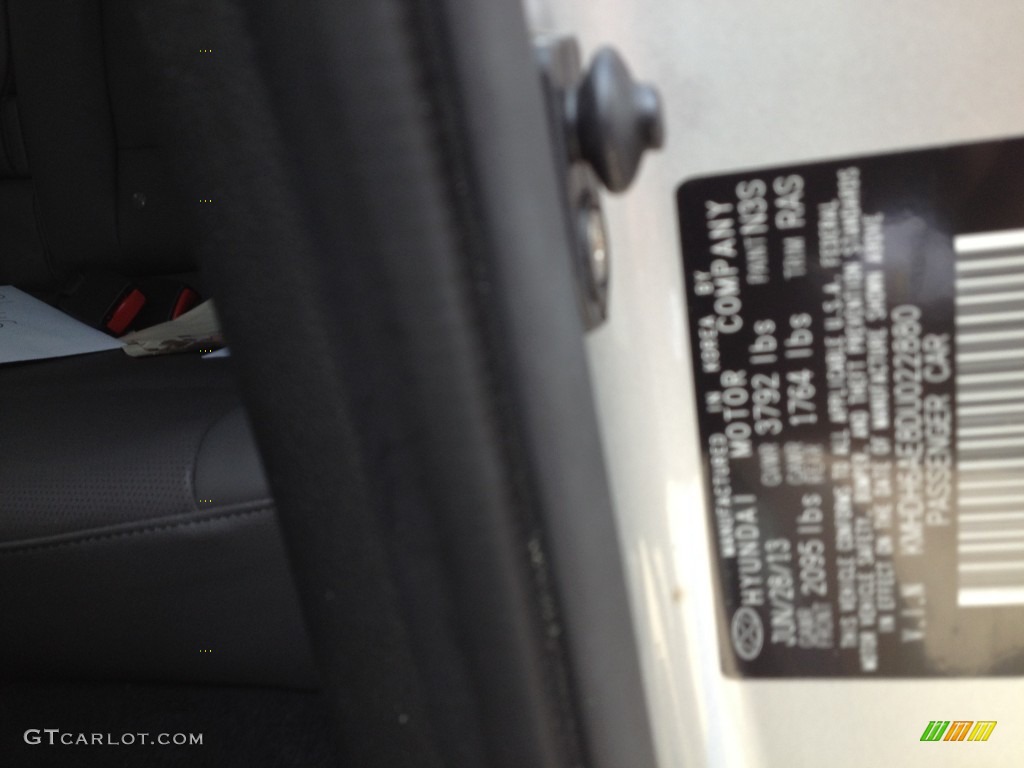 MANUFACTURED IN KOREA BY
HYUNDAI MOTOR COMPANY
JUN/28/13 GVWR 3792 lbs PAINT N3S
GAWR FRONT 2095 lbs GAWR REAR 1764 lbs TRIM RAS
THIS VEHICLE CONFORMS TO ALL APPLICABLE U.S.A. FEDERAL
MOTOR VEHICLE SAFETY, BUMPER, AND THEFT PREVENTION STANDARDS
IN EFFECT ON THE DATE OF MANUFACTURE SHOWN ABOVE
V.I.N KMHDH6AE8DU022880
PASSENGER CAR
GTCARLOT.COM